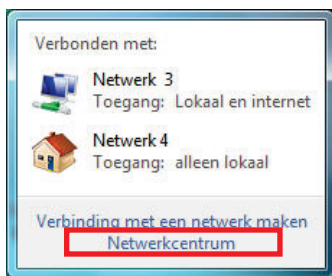 Verbonden met:
Netwerk 3
Toegang: Lokaal en internet
Netwerk 4
Toegang: alleen lokaal
Verbinding met een netwerk maken
Netwerkcentrum